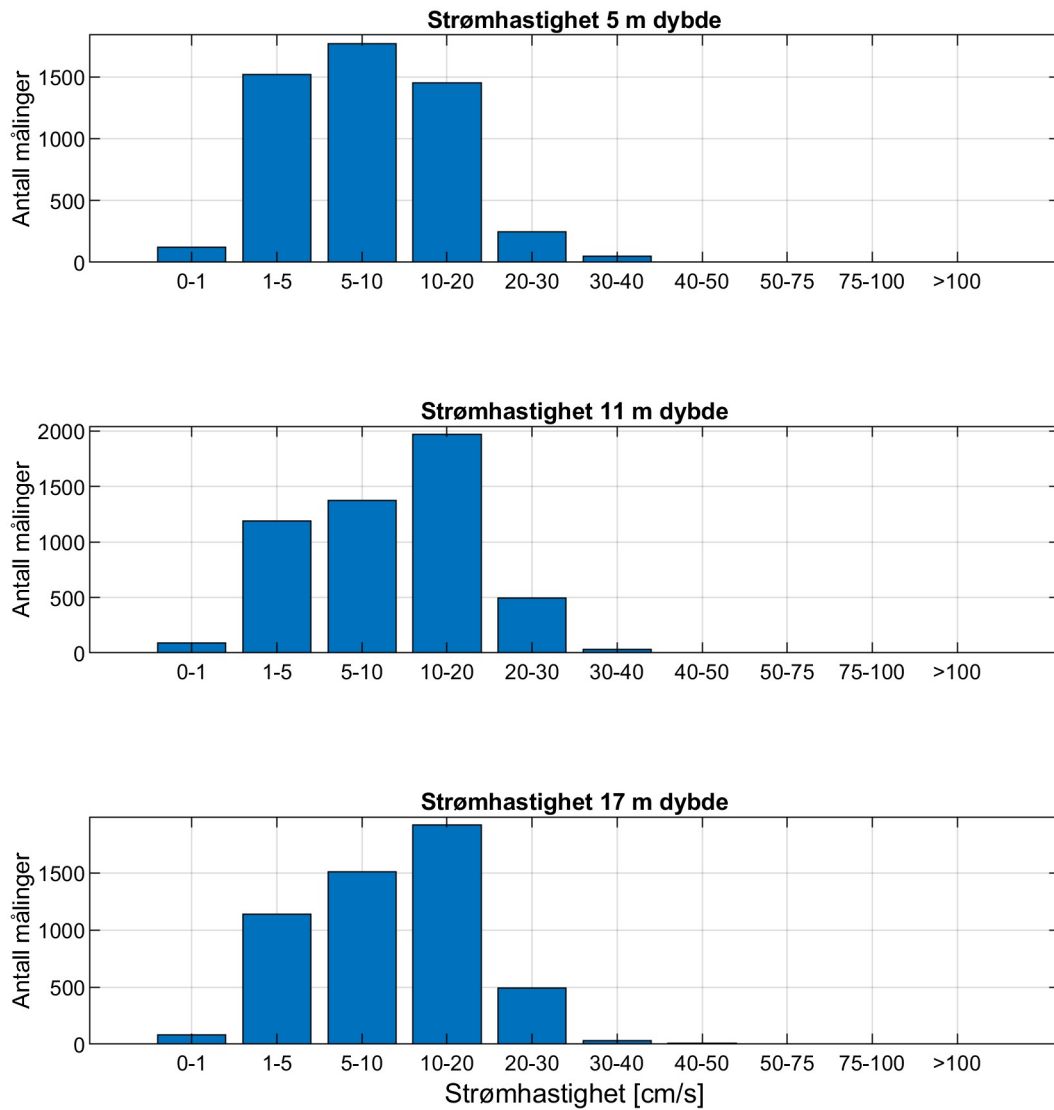 Strømhastighet 5 m dybde
Antall målinger
1500
1000
500
0
0-1 1-5 5-10 10-20 20-30 30-40 40-50 50-75 75-100 >100
Strømhastighet 11 m dybde
Antall målinger
2000
1500
1000
500
0
0-1 1-5 5-10 10-20 20-30 30-40 40-50 50-75 75-100 >100
Strømhastighet 17 m dybde
Antall målinger
1500
1000
500
0
0-1 1-5 5-10 10-20 20-30 30-40 40-50 50-75 75-100 >100
Strømhastighet [cm/s]